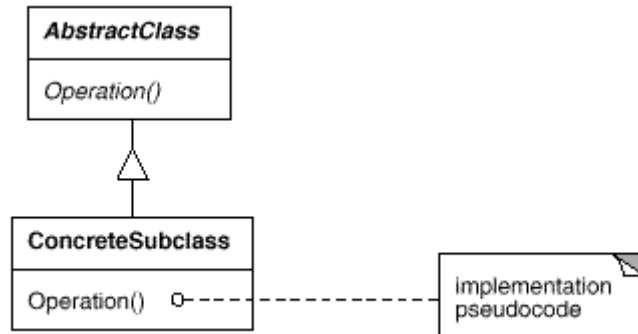 AbstractClass
Operation()
ConcreteSubclass
Operation()
implementation
pseudocode